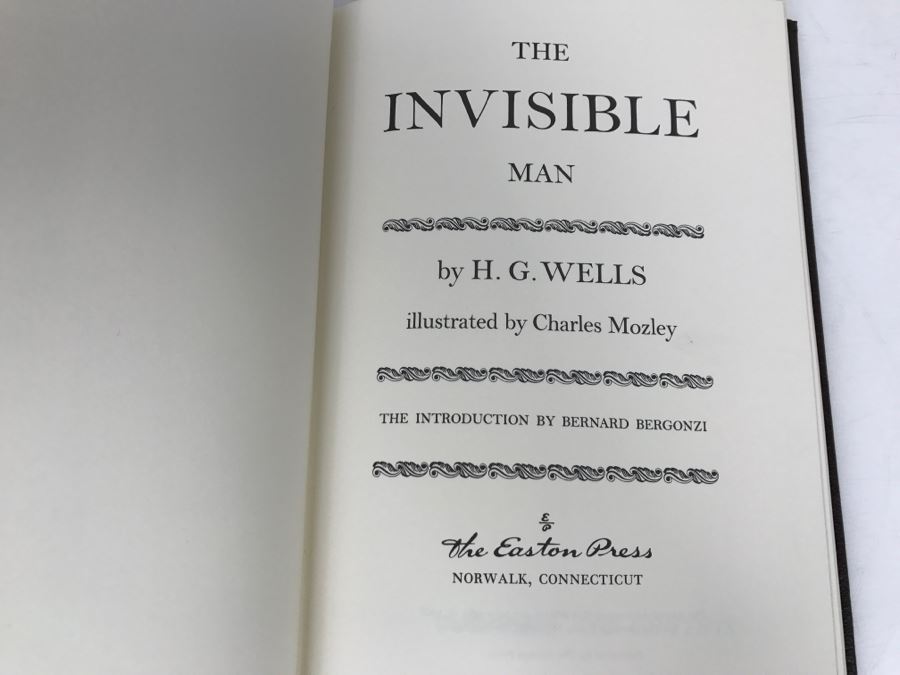 THE
INVISIBLE
MAN
by H. G. WELLS
illustrated by Charles Mozley
THE INTRODUCTION BY BERNARD BERGONZI
E
P
The Easton Press
NORWALK, CONNECTICUT